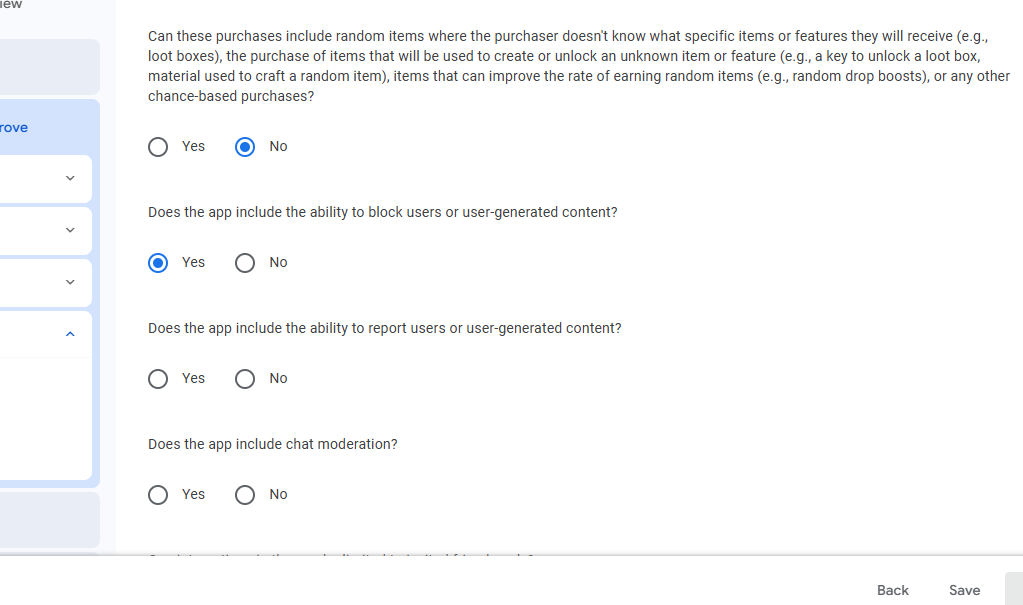 Can these purchases include random items where the purchaser doesn't know what specific items or features they will receive (e.g.,
loot boxes), the purchase of items that will be used to create or unlock an unknown item or feature (e.g., a key to unlock a loot box,
material used to craft a random item), items that can improve the rate of earning random items (e.g., random drop boosts), or any other
chance-based purchases?
Yes No
Does the app include the ability to block users or user-generated content?
Yes No
Does the app include the ability to report users or user-generated content?
Yes No
Does the app include chat moderation?
Yes No
Back Save